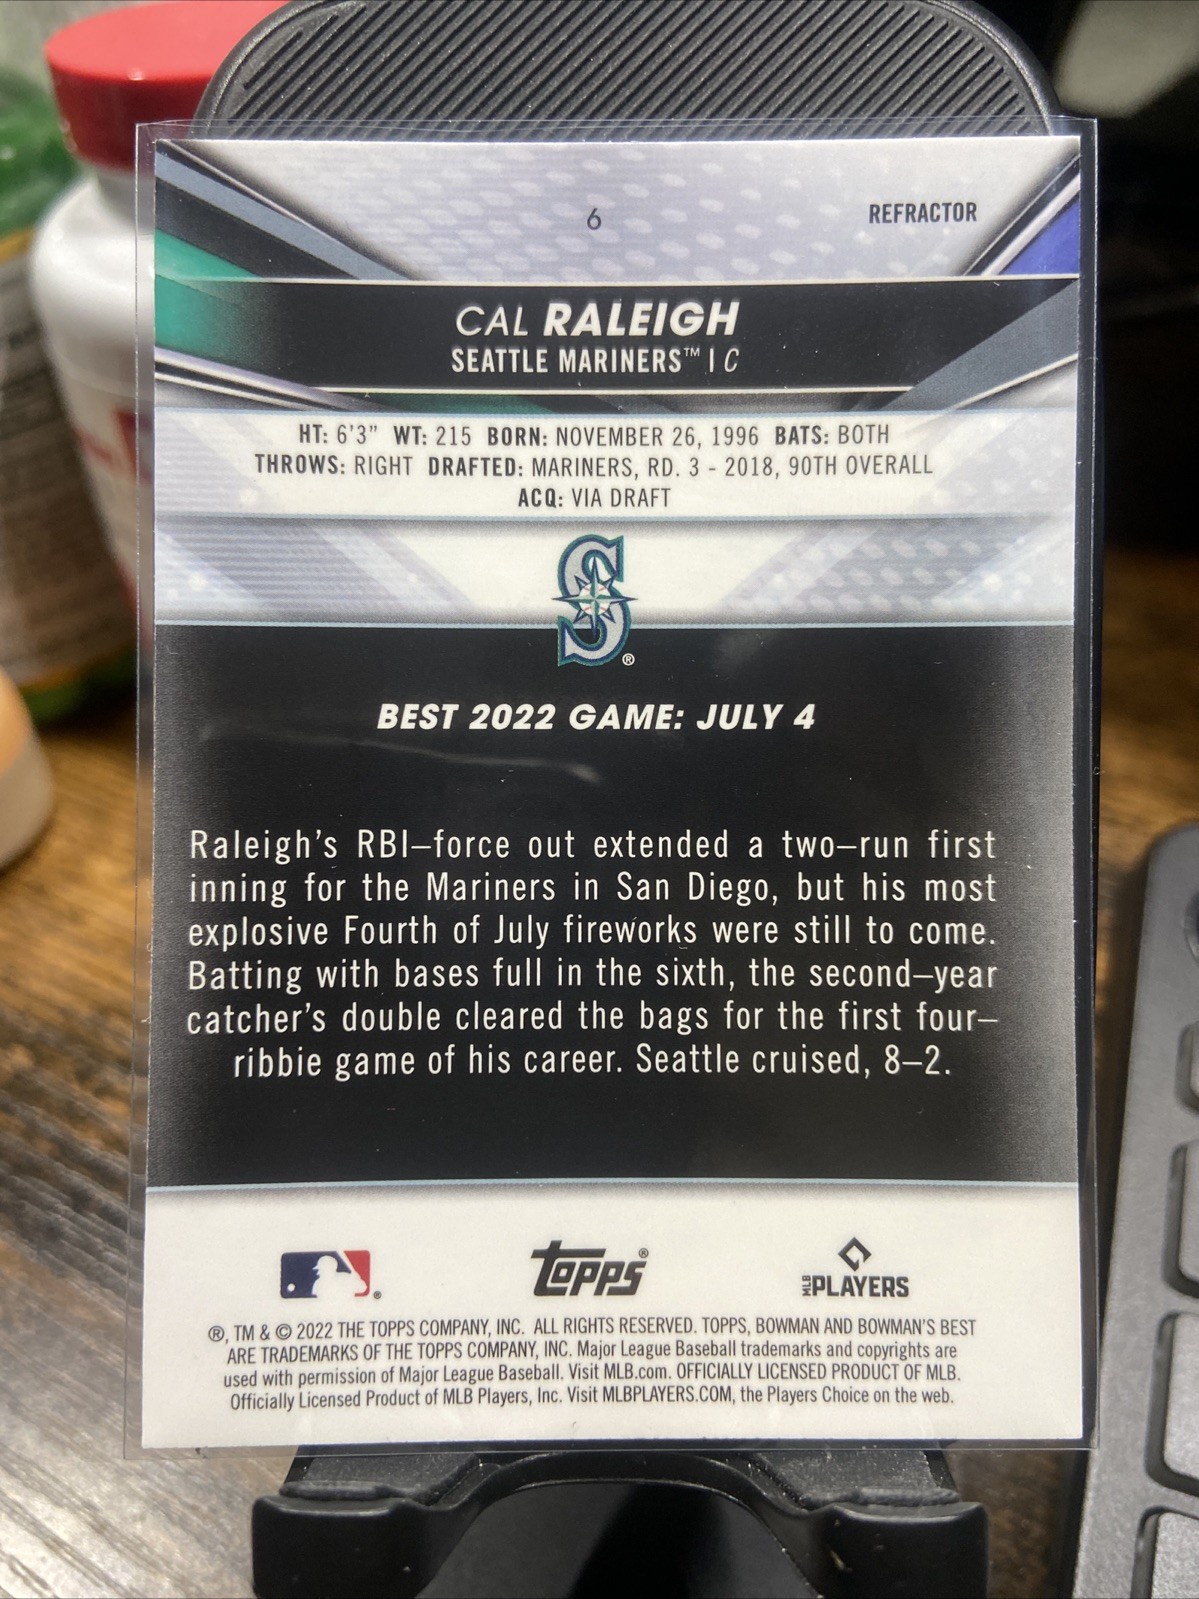 6
REFRACTOR
CAL RALEIGH
SEATTLE MARINERS™ | C
HT: 6'3" WT: 215 BORN: NOVEMBER 26, 1996 BATS: BOTH
THROWS: RIGHT DRAFTED: MARINERS, RD. 3 - 2018, 90TH OVERALL
ACQ: VIA DRAFT
S
®
BEST 2022 GAME: JULY 4
Raleigh's RBI–force out extended a two–run first
inning for the Mariners in San Diego, but his most
explosive Fourth of July fireworks were still to come.
Batting with bases full in the sixth, the second–year
catcher's double cleared the bags for the first four–
ribbie game of his career. Seattle cruised, 8–2.
®
Topps®
MLB PLAYERS
®, TM & © 2022 THE TOPPS COMPANY, INC. ALL RIGHTS RESERVED. TOPPS, BOWMAN AND BOWMAN'S BEST
ARE TRADEMARKS OF THE TOPPS COMPANY, INC. Major League Baseball trademarks and copyrights are
used with permission of Major League Baseball. Visit MLB.com. OFFICIALLY LICENSED PRODUCT OF MLB.
Officially Licensed Product of MLB Players, Inc. Visit MLBPLAYERS.COM, the Players Choice on the web.